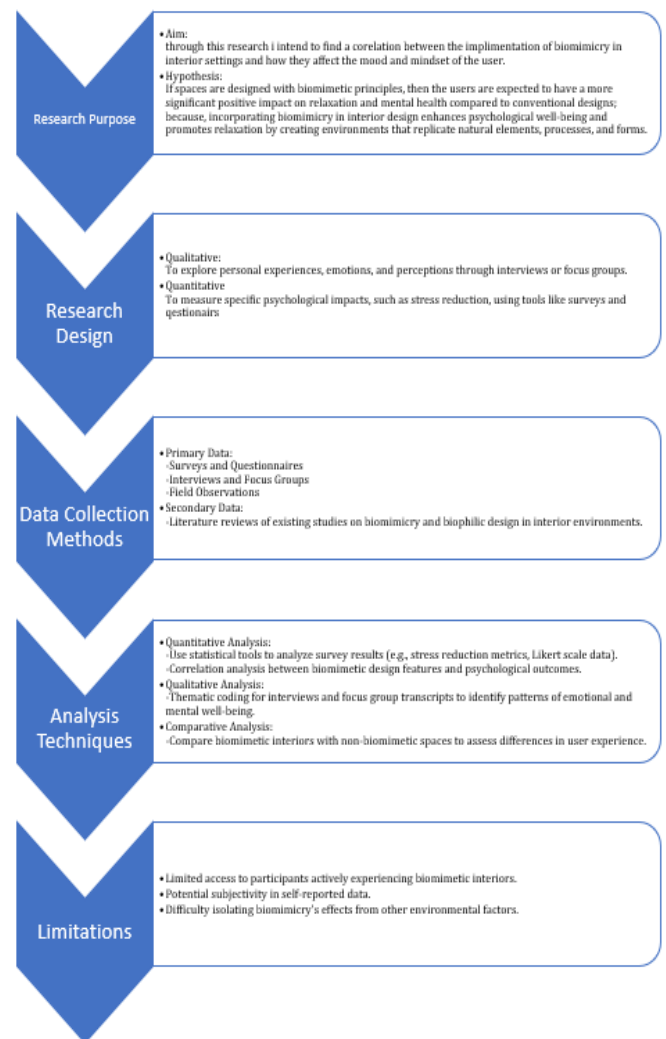 Research Purpose
•Aim:
through this research i intend to find a corelation between the implimentation of biomimicry in
interior settings and how they affect the mood and mindset of the user.
•Hypothesis:
If spaces are designed with biomimetic principles, then the users are expected to have a more
significant positive impact on relaxation and mental health compared to conventional designs;
because, incorporating biomimicry in interior design enhances psychological well-being and
promotes relaxation by creating environments that replicate natural elements, processes, and forms.
Research
Design
•Qualitative:
To explore personal experiences, emotions, and perceptions through interviews or focus groups.
•Quantitative
To measure specific psychological impacts, such as stress reduction, using tools like surveys and
qestionairs
Data Collection
Methods
•Primary Data:
-Surveys and Questionnaires
-Interviews and Focus Groups
-Field Observations
•Secondary Data:
-Literature reviews of existing studies on biomimicry and biophilic design in interior environments.
Analysis
Techniques
•Quantitative Analysis:
-Use statistical tools to analyze survey results (e.g., stress reduction metrics, Likert scale data).
-Correlation analysis between biomimetic design features and psychological outcomes.
•Qualitative Analysis:
-Thematic coding for interviews and focus group transcripts to identify patterns of emotional and
mental well-being.
•Comparative Analysis:
-Compare biomimetic interiors with non-biomimetic spaces to assess differences in user experience.
Limitations
•Limited access to participants actively experiencing biomimetic interiors.
•Potential subjectivity in self-reported data.
•Difficulty isolating biomimicry's effects from other environmental factors.